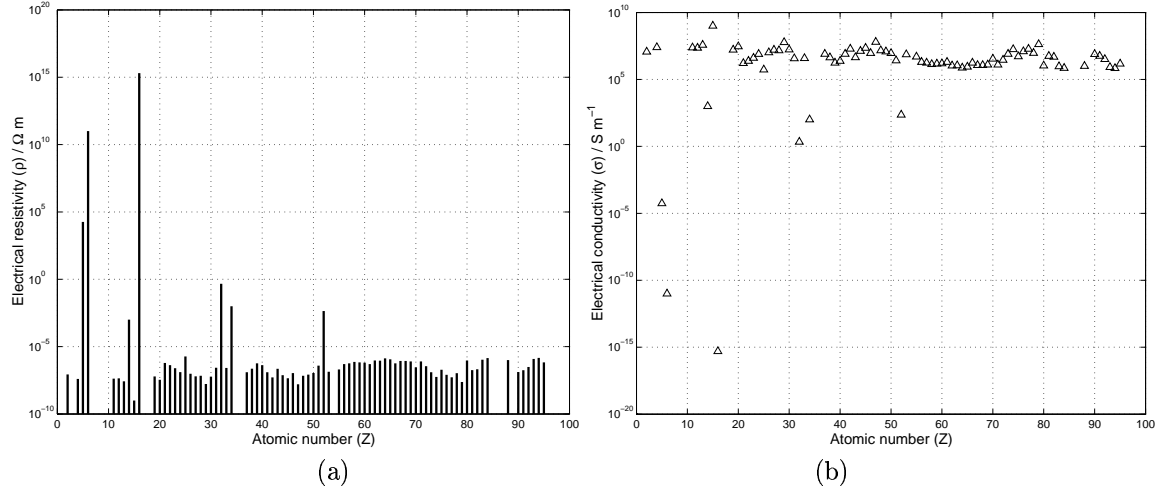 10^20
10^15
10^10
10^5
10^0
10^−5
10^−10
Electrical resistivity (ρ) / Ω m
0 10 20 30 40 50 60 70 80 90 100
Atomic number (Z)
(a)
10^10
10^5
10^0
10^−5
10^−10
10^−15
10^−20
Electrical conductivity (σ) / S m^−1
0 10 20 30 40 50 60 70 80 90 100
Atomic number (Z)
(b)